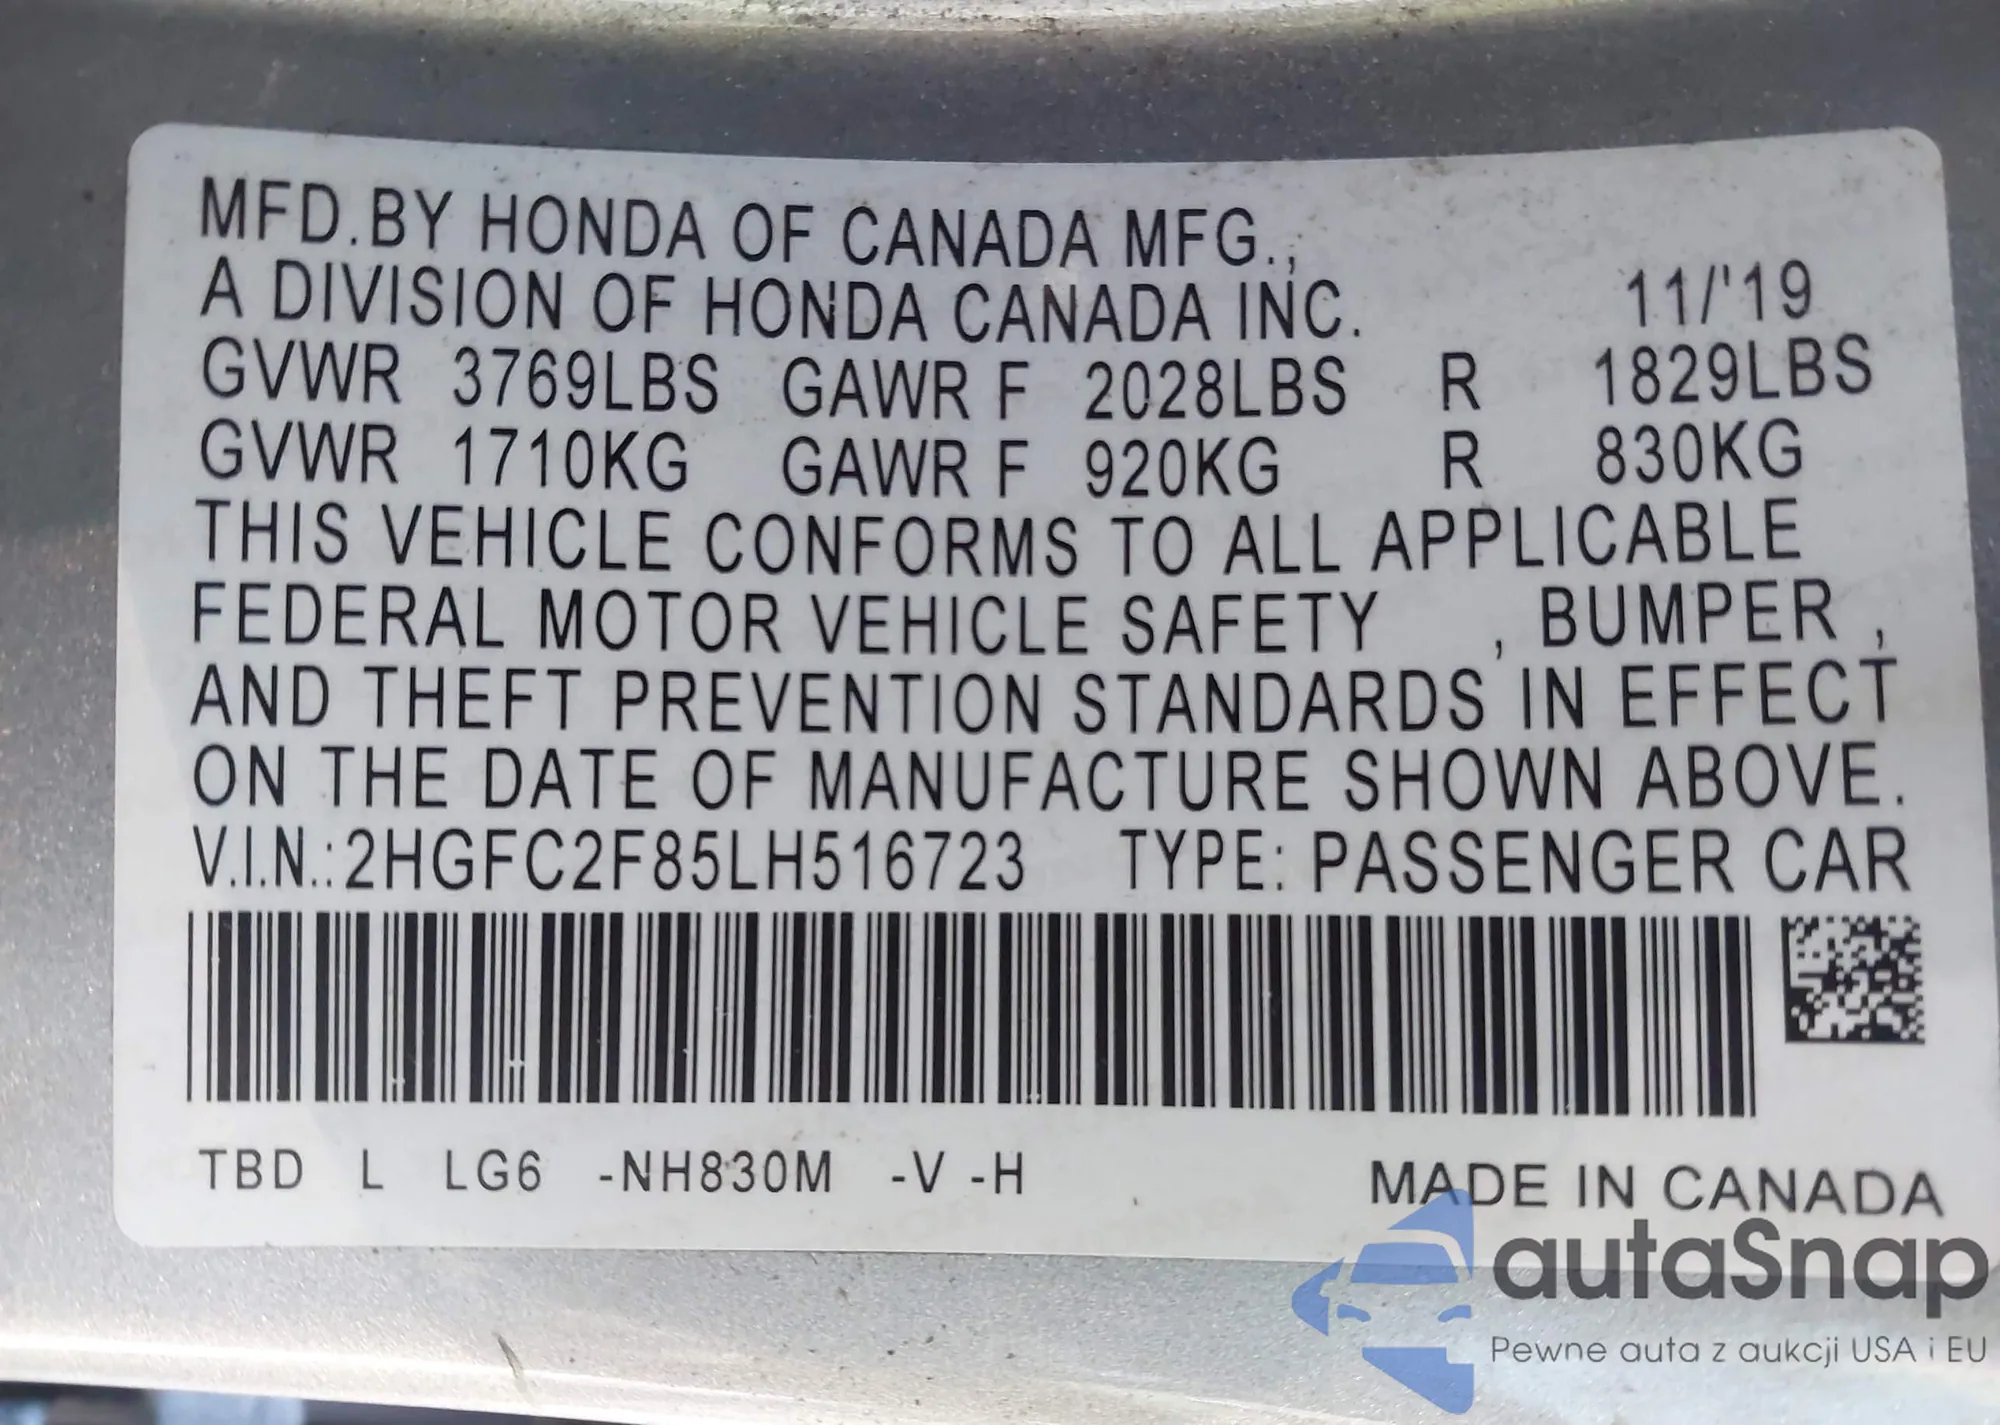 MFD.BY HONDA OF CANADA MFG.,
A DIVISION OF HONDA CANADA INC. 11/'19
GVWR 3769LBS GAWR F 2028LBS R 1829LBS
GVWR 1710KG GAWR F 920KG R 830KG
THIS VEHICLE CONFORMS TO ALL APPLICABLE
FEDERAL MOTOR VEHICLE SAFETY , BUMPER ,
AND THEFT PREVENTION STANDARDS IN EFFECT
ON THE DATE OF MANUFACTURE SHOWN ABOVE.
V.I.N.:2HGFC2F85LH516723 TYPE: PASSENGER CAR
TBD L LG6 -NH830M -V -H MADE IN CANADA
autaSnap
Pewne auta z aukcji USA i EU